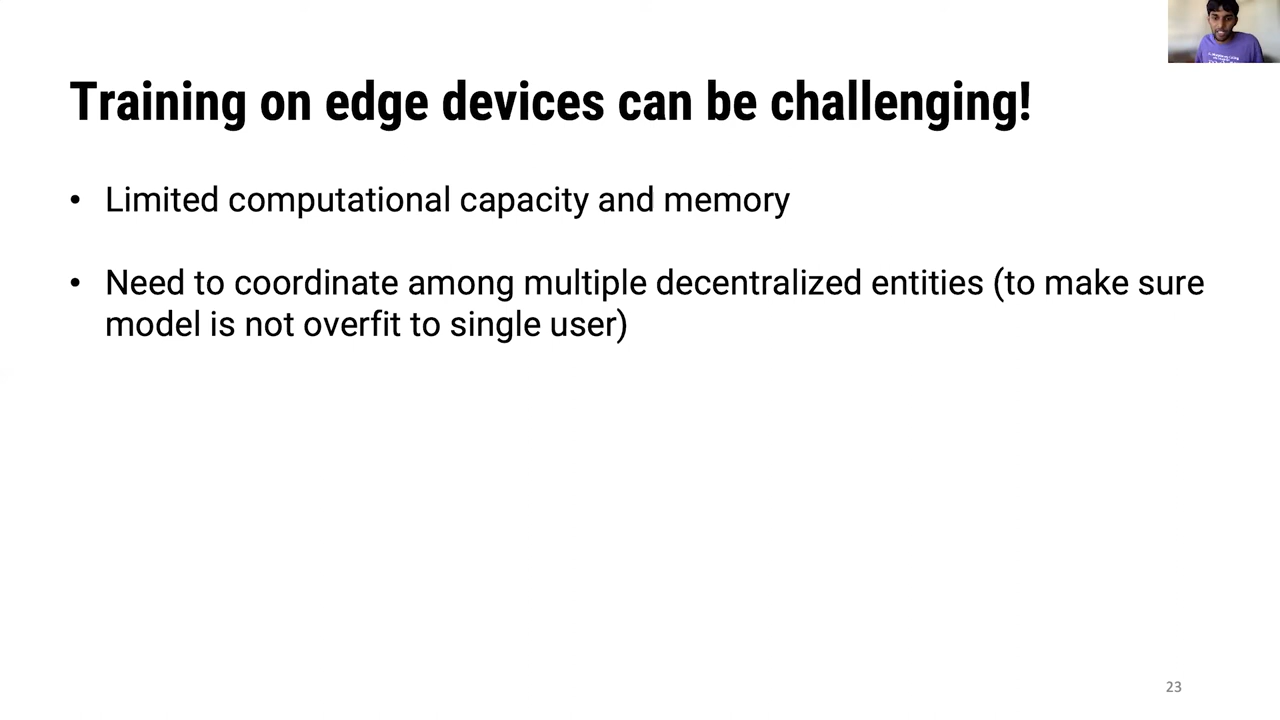 Training on edge devices can be challenging!
• Limited computational capacity and memory
• Need to coordinate among multiple decentralized entities (to make sure
model is not overfit to single user)
23